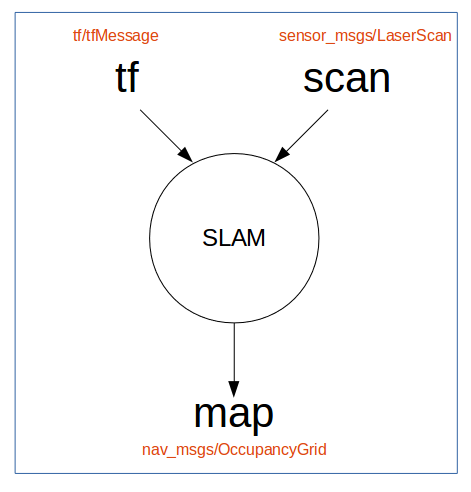 tf/tfMessage
sensor_msgs/LaserScan
tf
scan
SLAM
map
nav_msgs/OccupancyGrid